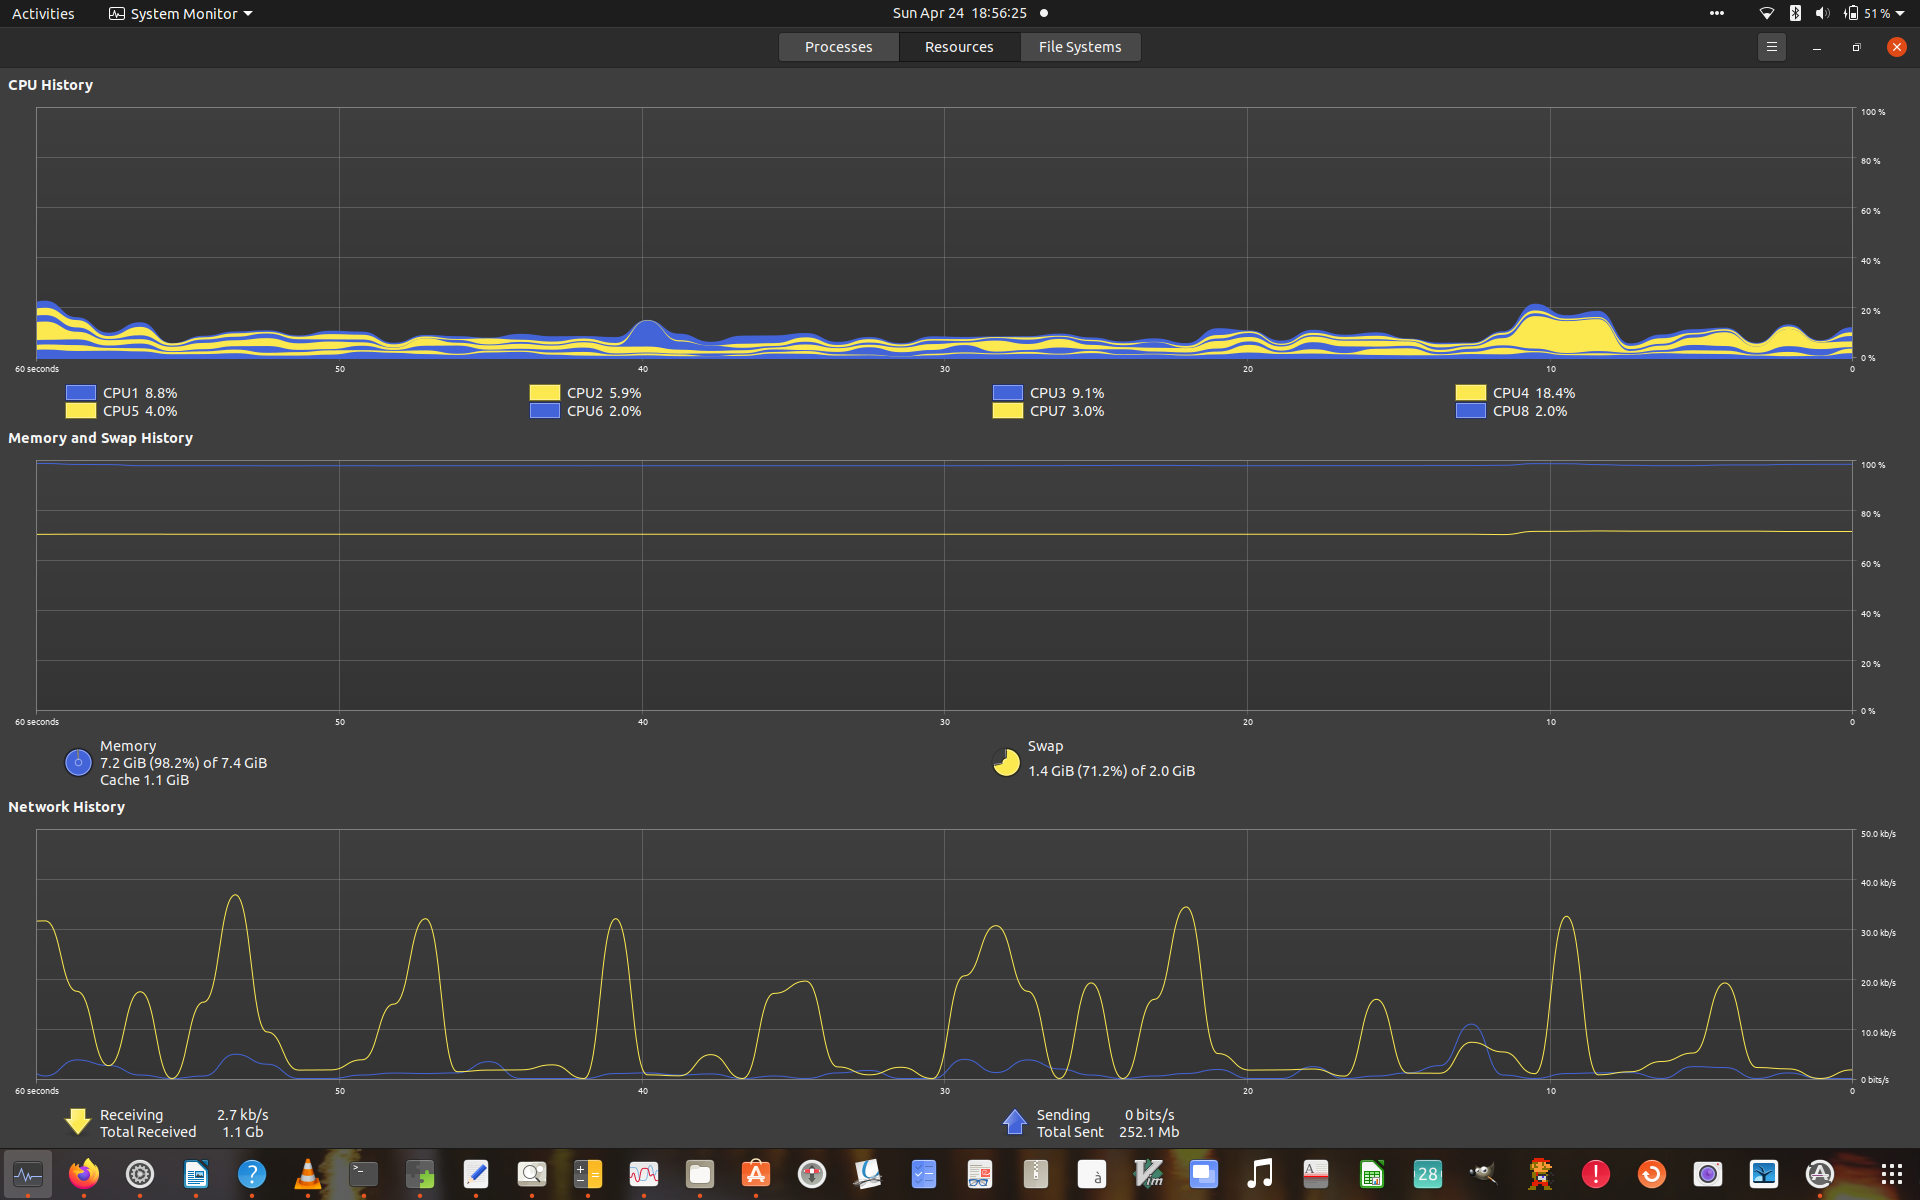 Activities System Monitor Sun Apr 24 18:56:25 51 %
Processes Resources File Systems
CPU History
100 %
80 %
60 %
40 %
20 %
0 %
60 seconds 50 40 30 20 10 0
CPU1 8.8% CPU2 5.9% CPU3 9.1% CPU4 18.4%
CPU5 4.0% CPU6 2.0% CPU7 3.0% CPU8 2.0%
Memory and Swap History
100 %
80 %
60 %
40 %
20 %
0 %
60 seconds 50 40 30 20 10 0
Memory
7.2 GiB (98.2%) of 7.4 GiB
Cache 1.1 GiB
Swap
1.4 GiB (71.2%) of 2.0 GiB
Network History
50.0 kb/s
40.0 kb/s
30.0 kb/s
20.0 kb/s
10.0 kb/s
0 bits/s
60 seconds 50 40 30 20 10 0
Receiving 2.7 kb/s
Total Received 1.1 Gb
Sending 0 bits/s
Total Sent 252.1 Mb
? >_ A à Vim A 28 ! A